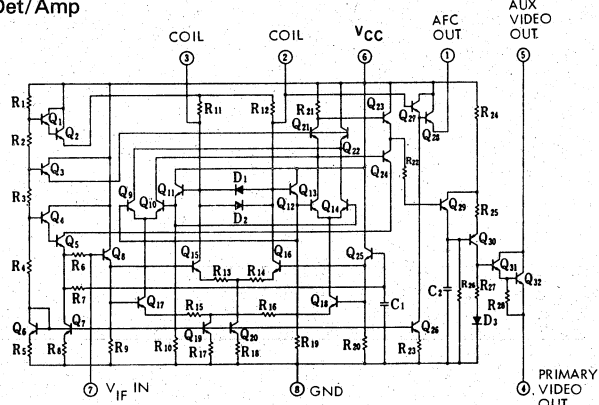 Det/Amp
COIL
COIL
VCC
AFC OUT
AUX VIDEO OUT.
3
2
6
1
5
R1
R11
R12
R21
Q23
Q27
Q28
R24
Q1
Q2
R2
Q21
Q22
Q3
Q24
R22
D1
Q9
Q10
Q11
Q13
R3
D2
Q12
Q14
Q29
R25
Q4
Q5
Q30
R6
Q8
Q15
Q16
Q25
Q31
R4
R13
R14
Q32
R7
C2
R26
R27
R28
Q17
Q18
C1
R15
R16
D3
Q6
Q7
Q19
Q20
Q26
R5
R8
R9
R10
R17
R18
R19
R20
R23
7
VIF IN
8
GND
4
PRIMARY VIDEO OUT